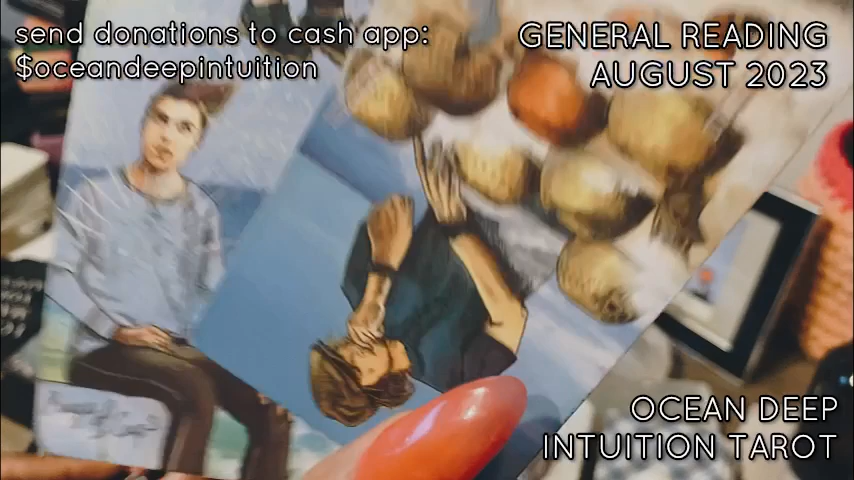 send donations to cash app:
$oceandeepintuition
GENERAL READING
AUGUST 2023
OCEAN DEEP
INTUITION TAROT